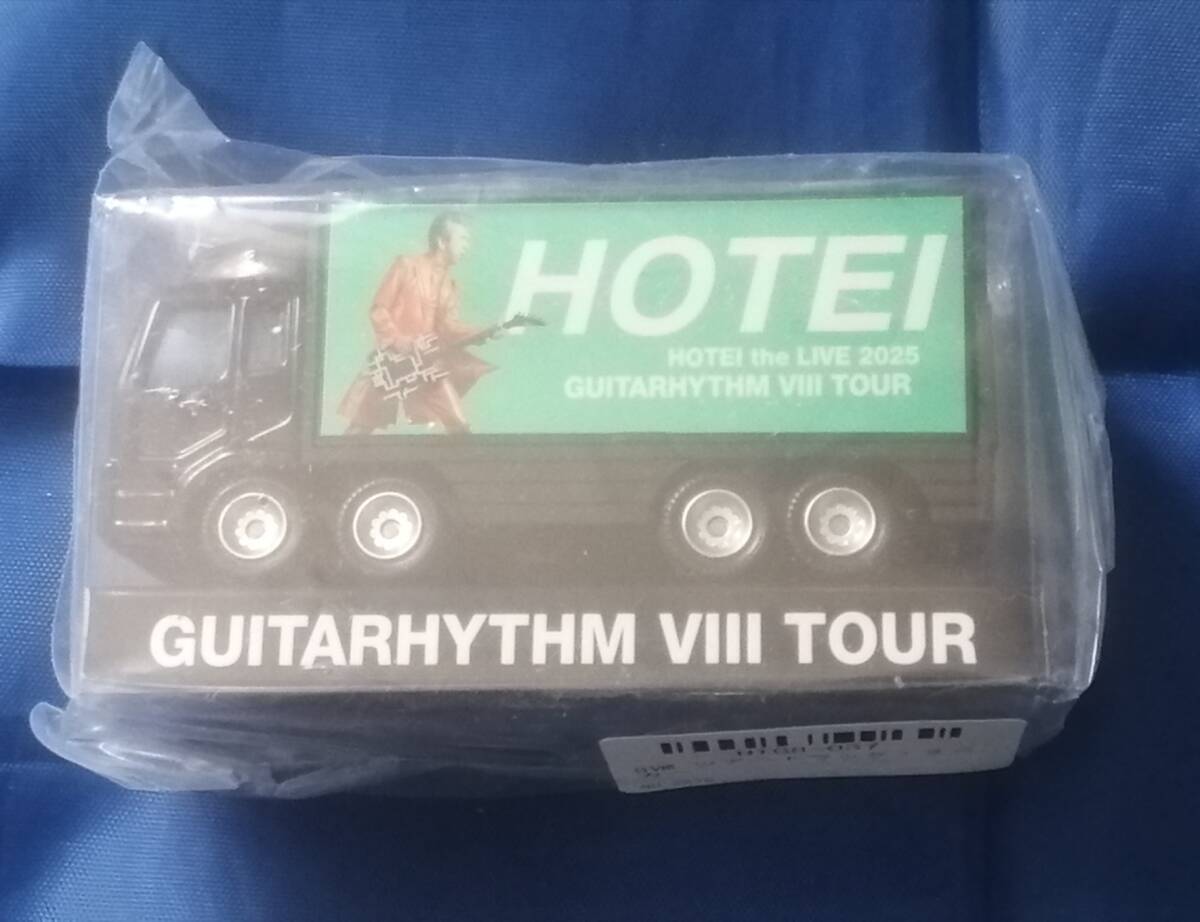 HOTEI
HOTEI the LIVE 2025
GUITARHYTHM VIII TOUR
GUITARHYTHM VIII TOUR